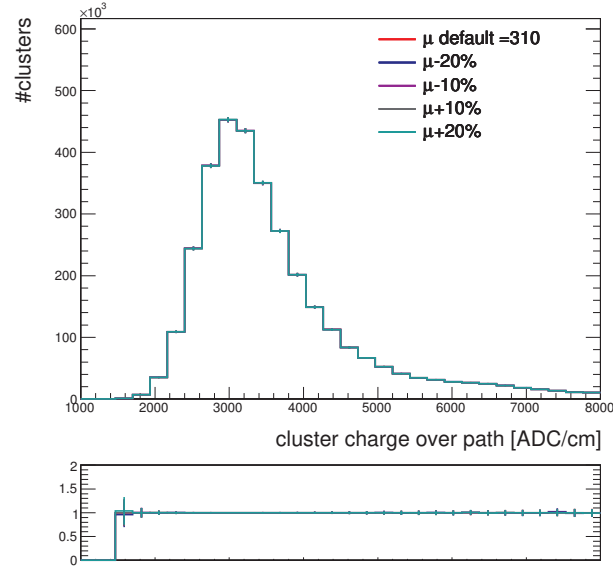 ×10³
600
500
400
300
200
100
0
#clusters
μ default =310
μ-20%
μ-10%
μ+10%
μ+20%
1000 2000 3000 4000 5000 6000 7000 8000
cluster charge over path [ADC/cm]
2
1.5
1
0.5
0